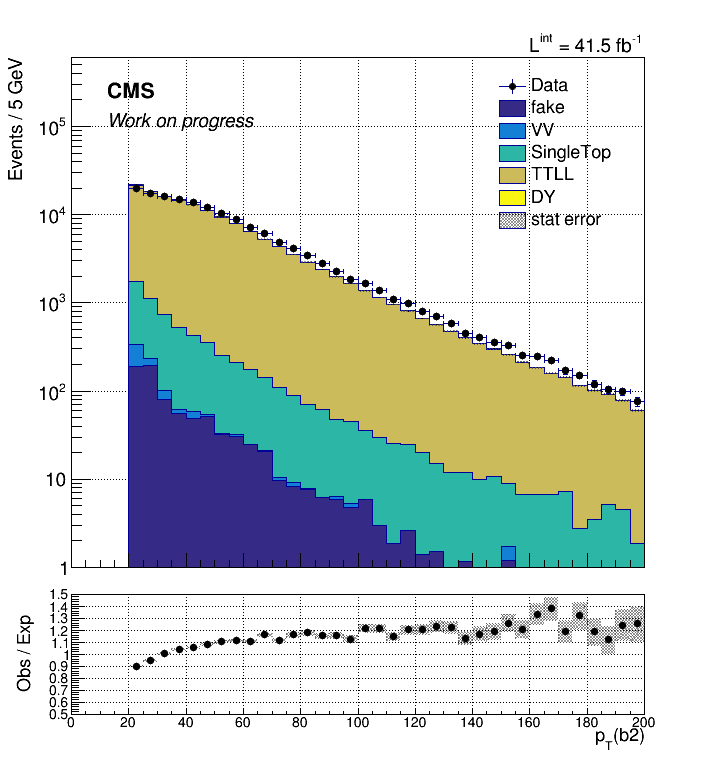 L^int = 41.5 fb^-1
Events / 5 GeV
CMS
Work on progress
Data
fake
VV
SingleTop
TTLL
DY
stat error
10^5
10^4
10^3
10^2
10
1
Obs / Exp
1.5
1.4
1.3
1.2
1.1
1
0.9
0.8
0.7
0.6
0.5
0 20 40 60 80 100 120 140 160 180 200
p_T(b2)